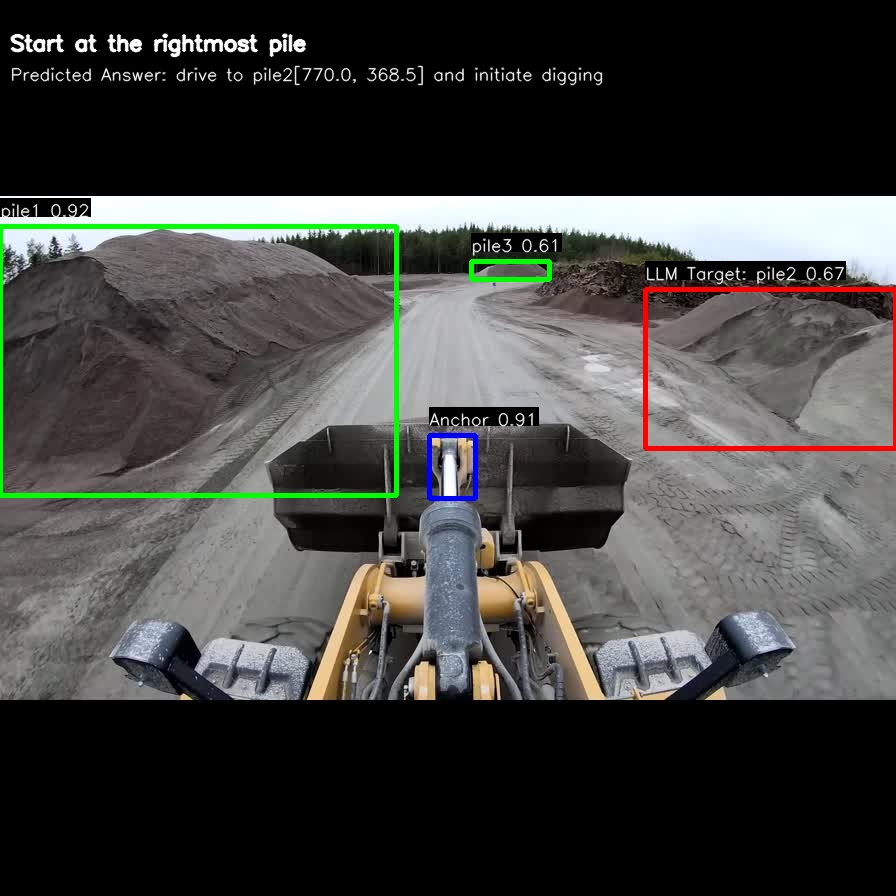 Start at the rightmost pile
Predicted Answer: drive to pile2[770.0, 368.5] and initiate digging
pile1 0.92
pile3 0.61
LLM Target: pile2 0.67
Anchor 0.91